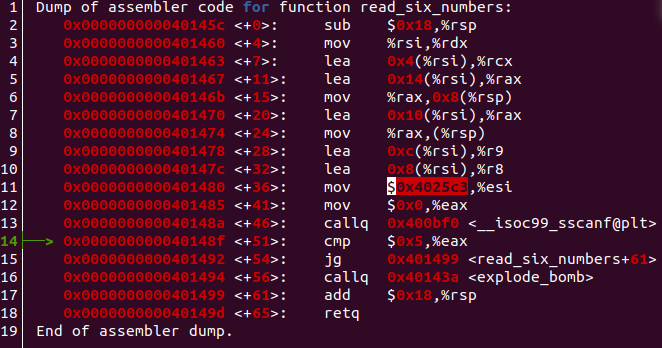 1 Dump of assembler code for function read_six_numbers:
2 0x000000000040145c <+0>: sub $0x18,%rsp
3 0x0000000000401460 <+4>: mov %rsi,%rdx
4 0x0000000000401463 <+7>: lea 0x4(%rsi),%rcx
5 0x0000000000401467 <+11>: lea 0x14(%rsi),%rax
6 0x000000000040146b <+15>: mov %rax,0x8(%rsp)
7 0x0000000000401470 <+20>: lea 0x10(%rsi),%rax
8 0x0000000000401474 <+24>: mov %rax,(%rsp)
9 0x0000000000401478 <+28>: lea 0xc(%rsi),%r9
10 0x000000000040147c <+32>: lea 0x8(%rsi),%r8
11 0x0000000000401480 <+36>: mov $0x4025c3,%esi
12 0x0000000000401485 <+41>: mov $0x0,%eax
13 0x000000000040148a <+46>: callq 0x400bf0 <__isoc99_sscanf@plt>
14 ──> 0x000000000040148f <+51>: cmp $0x5,%eax
15 0x0000000000401492 <+54>: jg 0x401499 <read_six_numbers+61>
16 0x0000000000401494 <+56>: callq 0x40143a <explode_bomb>
17 0x0000000000401499 <+61>: add $0x18,%rsp
18 0x000000000040149d <+65>: retq
19 End of assembler dump.